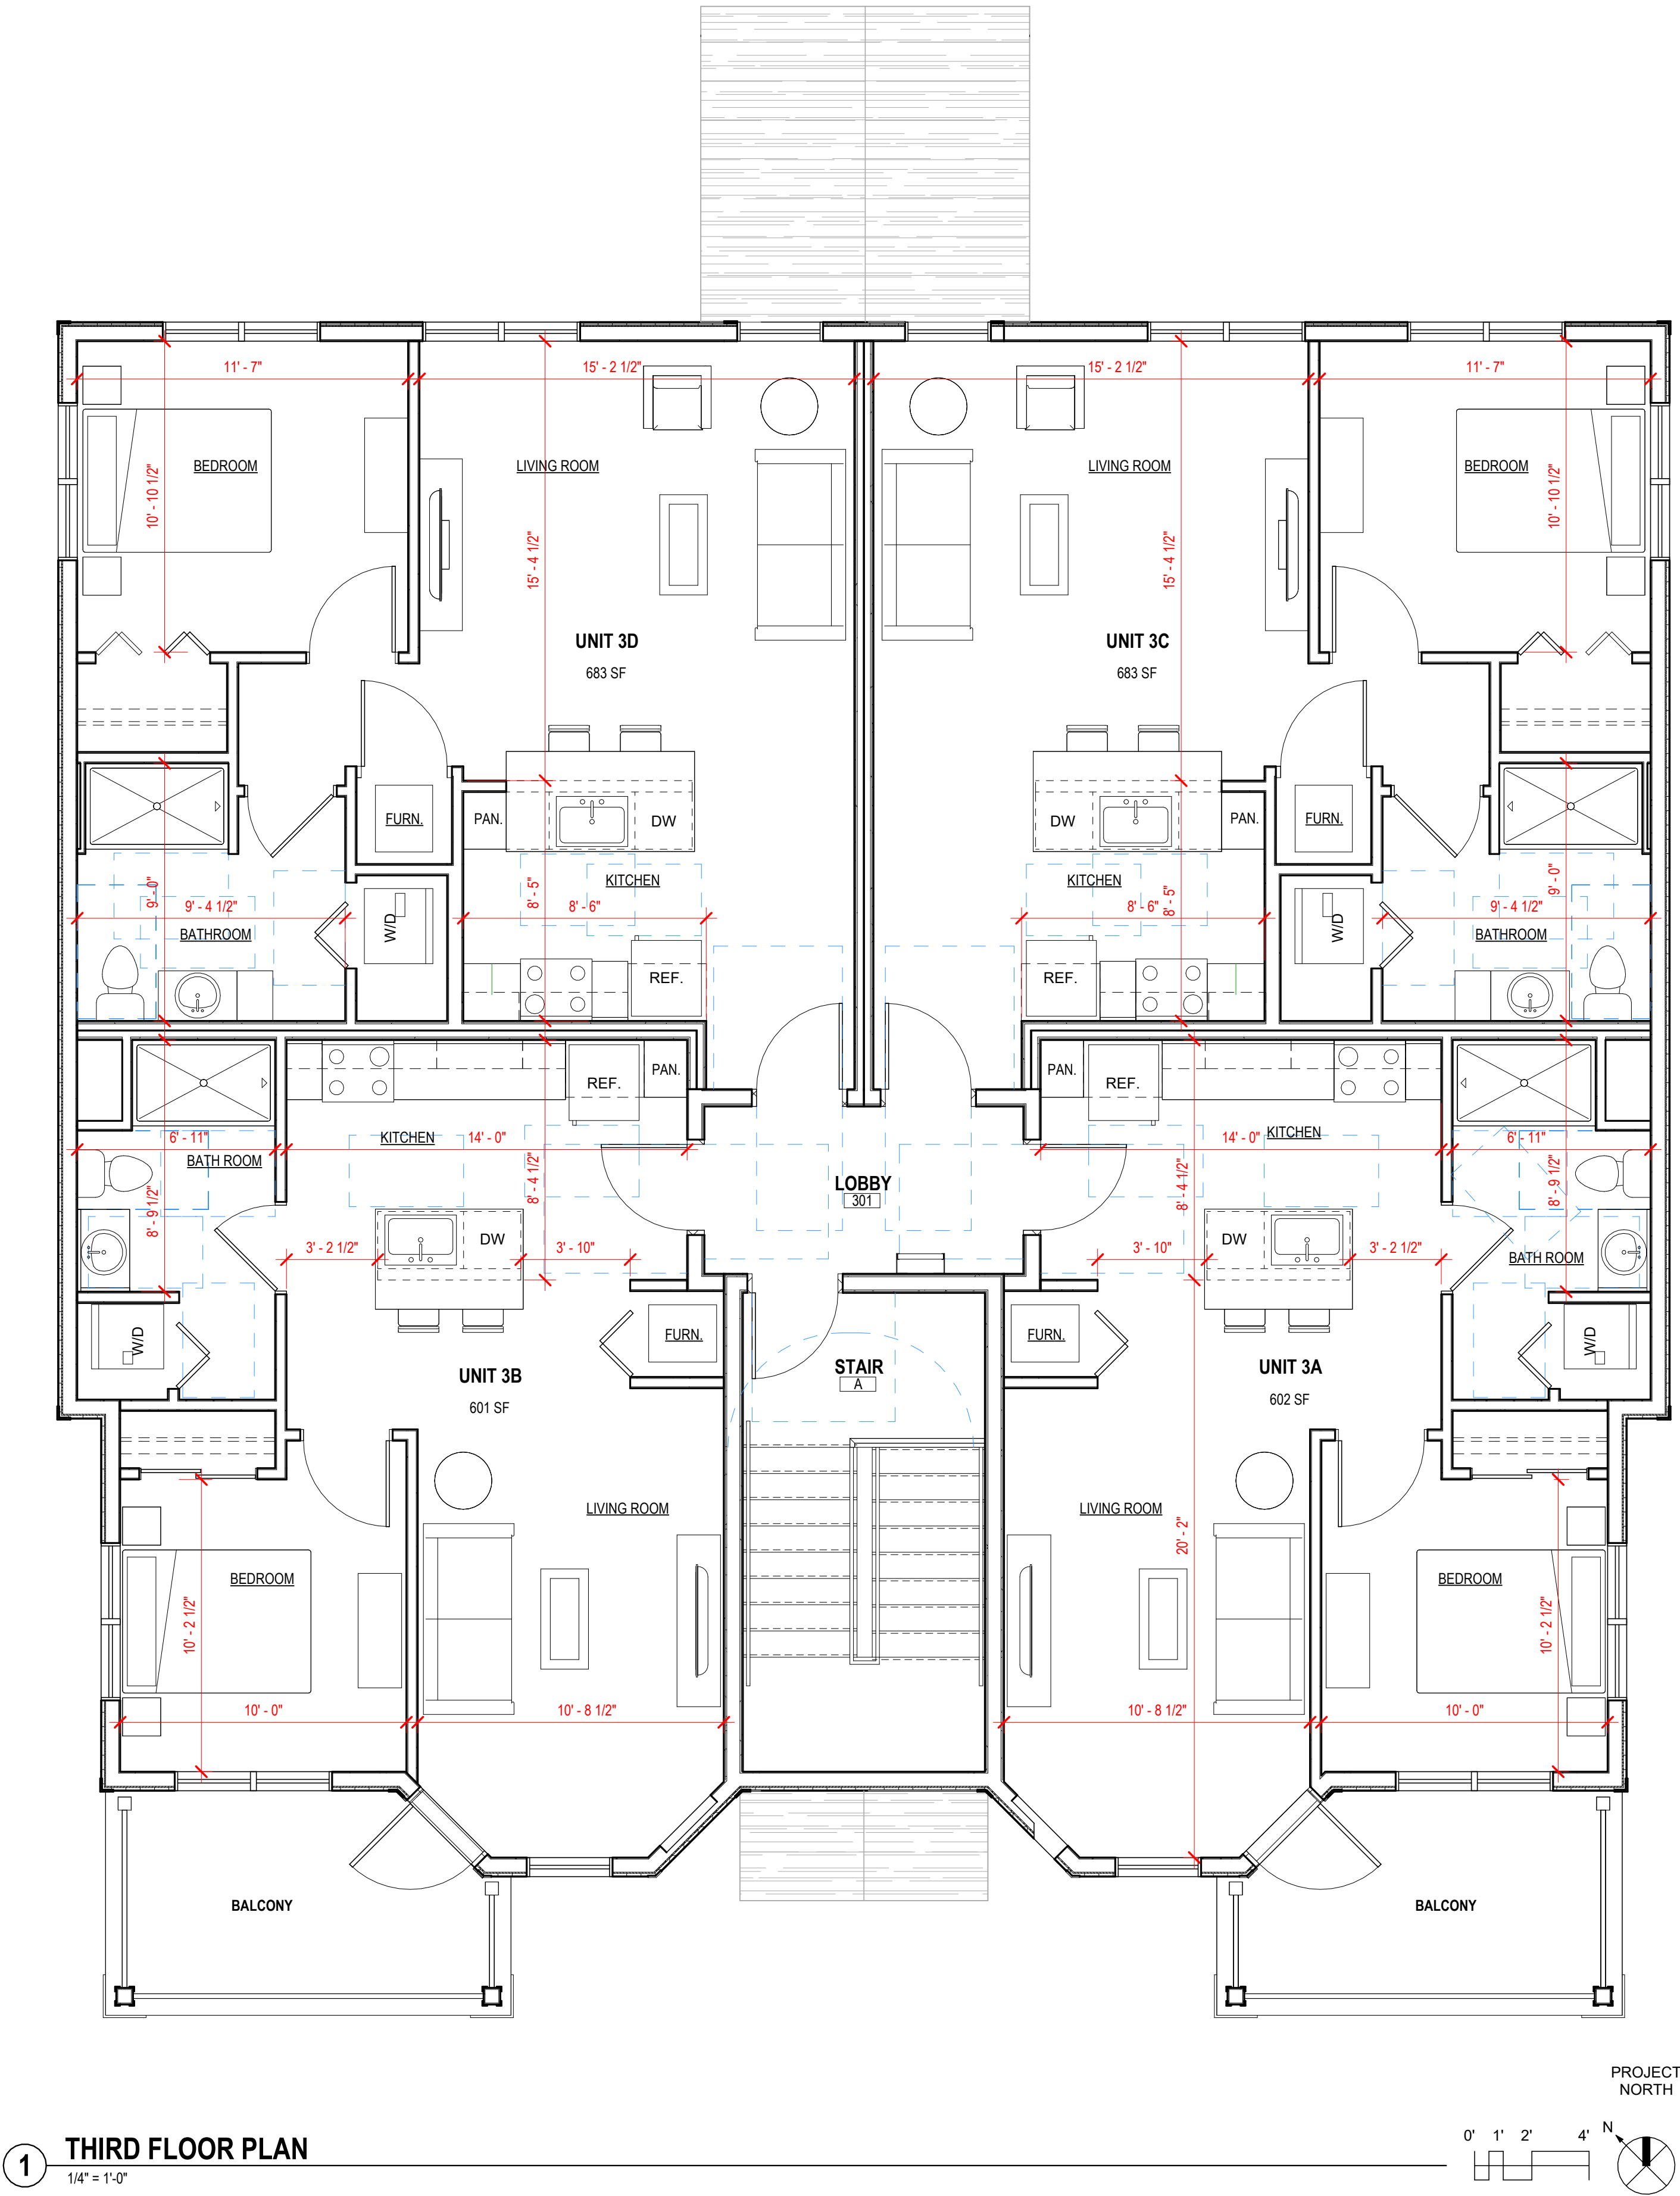 11' - 7"
15' - 2 1/2"
15' - 2 1/2"
11' - 7"
BEDROOM
LIVING ROOM
LIVING ROOM
BEDROOM
10' - 10 1/2"
15' - 4 1/2"
15' - 4 1/2"
10' - 10 1/2"
UNIT 3D
683 SF
UNIT 3C
683 SF
FURN.
PAN.
DW
DW
PAN.
FURN.
KITCHEN
KITCHEN
9'-0"
9' - 4 1/2"
W/D
8' - 5"
8' - 6"
8' - 6"
8' - 5"
W/D
9' - 0"
9' - 4 1/2"
BATHROOM
BATHROOM
REF.
REF.
REF.
PAN.
PAN.
REF.
6' - 11"
KITCHEN
14' - 0"
14' - 0"
KITCHEN
6' - 11"
BATH ROOM
8' - 9 1/2"
8' - 4 1/2"
LOBBY
301
8' - 4 1/2"
8' - 9 1/2"
3' - 2 1/2"
DW
3' - 10"
3' - 10"
DW
3' - 2 1/2"
BATH ROOM
W/D
FURN.
FURN.
W/D
UNIT 3B
601 SF
STAIR
A
UNIT 3A
602 SF
LIVING ROOM
LIVING ROOM
20' - 2"
BEDROOM
BEDROOM
10' - 2 1/2"
10' - 2 1/2"
10' - 0"
10' - 8 1/2"
10' - 8 1/2"
10' - 0"
BALCONY
BALCONY
PROJECT
NORTH
N
0' 1' 2' 4'
1
THIRD FLOOR PLAN
1/4" = 1'-0"